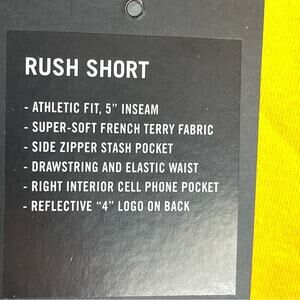 RUSH SHORT
- ATHLETIC FIT, 5” INSEAM
- SUPER-SOFT FRENCH TERRY FABRIC
- SIDE ZIPPER STASH POCKET
- DRAWSTRING AND ELASTIC WAIST
- RIGHT INTERIOR CELL PHONE POCKET
- REFLECTIVE “4” LOGO ON BACK